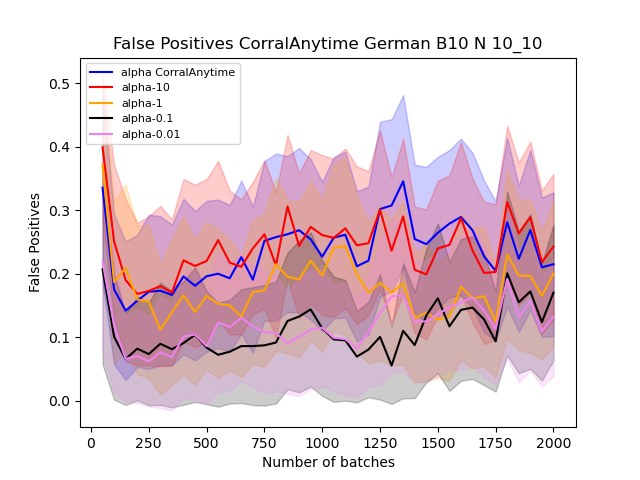 False Positives CorralAnytime German B10 N 10_10
alpha CorralAnytime
alpha-10
alpha-1
alpha-0.1
alpha-0.01
False Positives
0.5
0.4
0.3
0.2
0.1
0.0
0
250
500
750
1000
1250
1500
1750
2000
Number of batches